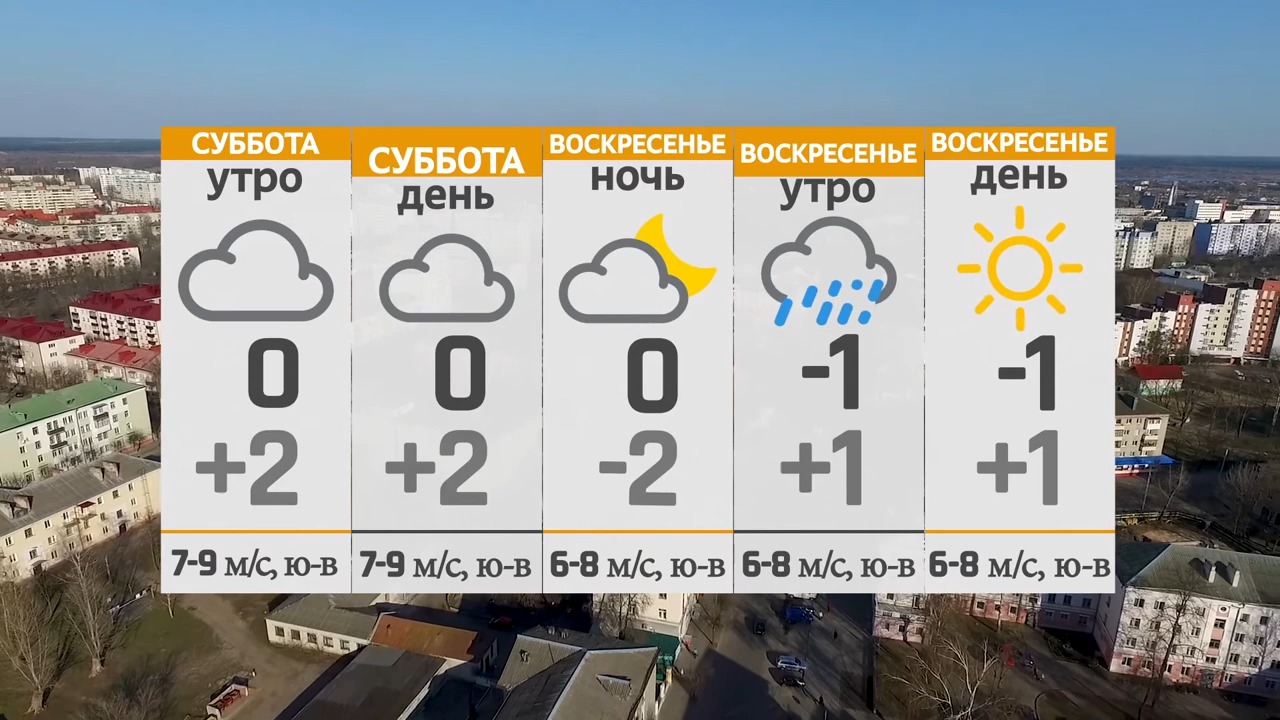 СУББОТА
утро
0
+2
7-9 м/с, ю-в
СУББОТА
день
0
+2
7-9 м/с, ю-в
ВОСКРЕСЕНЬЕ
ночь
0
-2
6-8 м/с, ю-в
ВОСКРЕСЕНЬЕ
утро
-1
+1
6-8 м/с, ю-в
ВОСКРЕСЕНЬЕ
день
-1
+1
6-8 м/с, ю-в